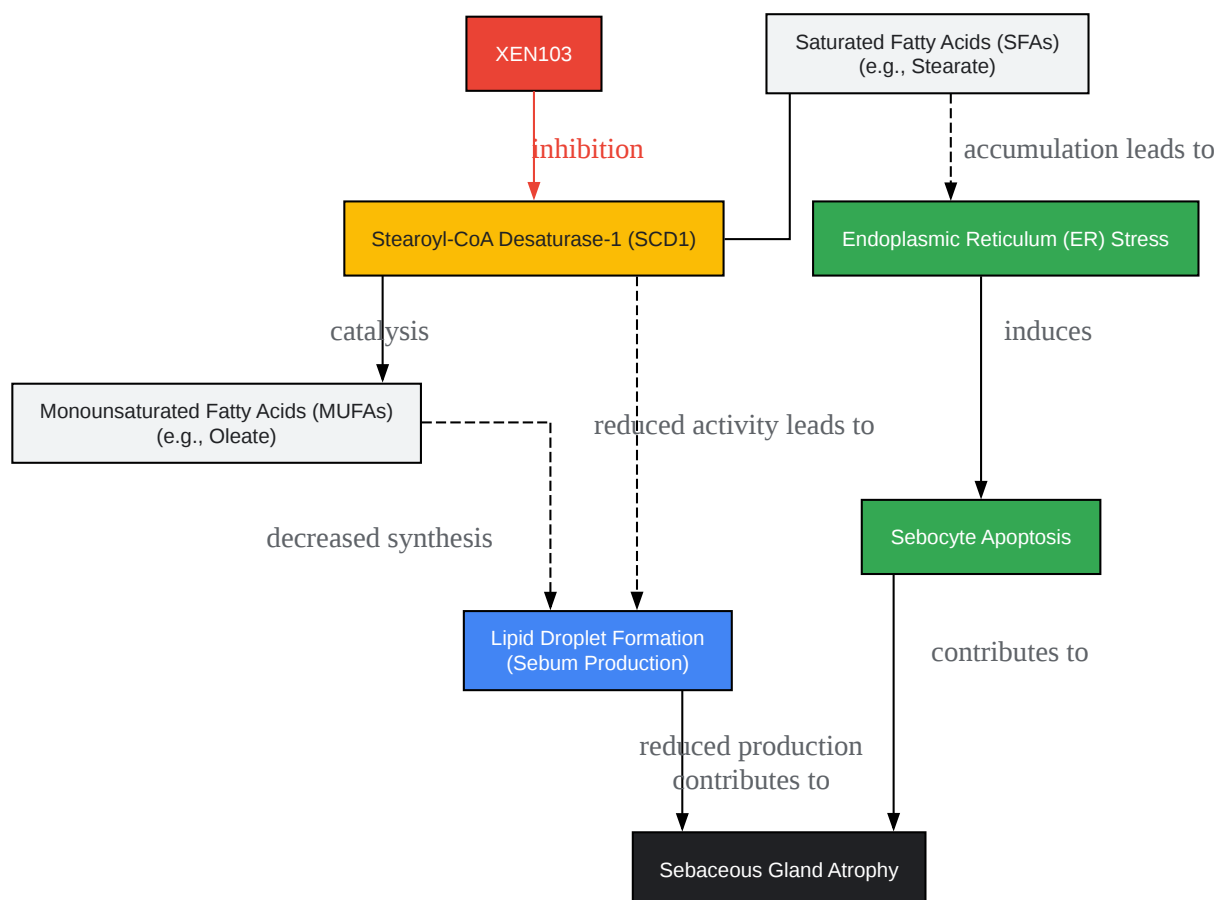 XEN103
Saturated Fatty Acids (SFAs)
(e.g., Stearate)
inhibition
accumulation leads to
Stearoyl-CoA Desaturase-1 (SCD1)
Endoplasmic Reticulum (ER) Stress
catalysis
induces
Monounsaturated Fatty Acids (MUFAs)
(e.g., Oleate)
reduced activity leads to
decreased synthesis
Sebocyte Apoptosis
Lipid Droplet Formation
(Sebum Production)
contributes to
reduced production
contributes to
Sebaceous Gland Atrophy